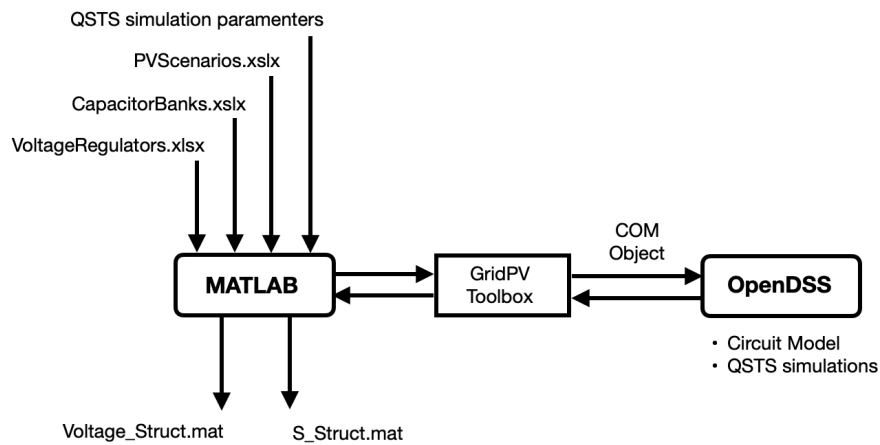 QSTS simulation paramenters
PVScenarios.xslx
CapacitorBanks.xslx
VoltageRegulators.xlsx
MATLAB
GridPV
Toolbox
COM
Object
OpenDSS
• Circuit Model
• QSTS simulations
Voltage_Struct.mat
S_Struct.mat